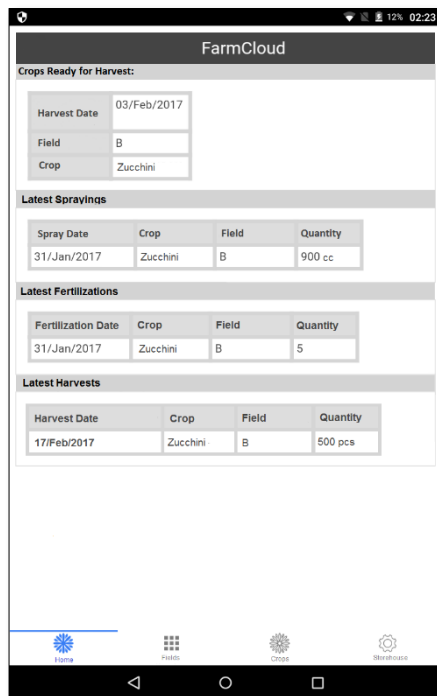 12% 02:23
FarmCloud
Crops Ready for Harvest:
Harvest Date 03/Feb/2017
Field B
Crop Zucchini
Latest Sprayings
Spray Date Crop Field Quantity
31/Jan/2017 Zucchini B 900 cc
Latest Fertilizations
Fertilization Date Crop Field Quantity
31/Jan/2017 Zucchini B 5
Latest Harvests
Harvest Date Crop Field Quantity
17/Feb/2017 Zucchini B 500 pcs
Home Fields Crops Storehouse